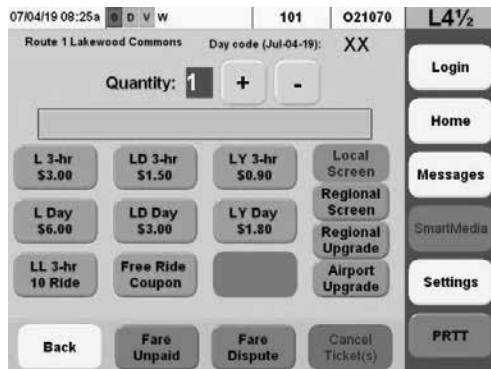 07/04/19 08:25a 0 D V W 101 O21070 L4½
Route 1 Lakewood Commons Day code (Jul-04-19): XX
Quantity: 1 + -
Login
Home
Messages
SmartMedia
Settings
PRTT
L 3-hr
$3.00
LD 3-hr
$1.50
LY 3-hr
$0.90
Local
Screen
L Day
$6.00
LD Day
$3.00
LY Day
$1.80
Regional
Screen
Regional
Upgrade
LL 3-hr
10 Ride
Free Ride
Coupon
Airport
Upgrade
Back
Fare
Unpaid
Fare
Dispute
Cancel
Ticket(s)